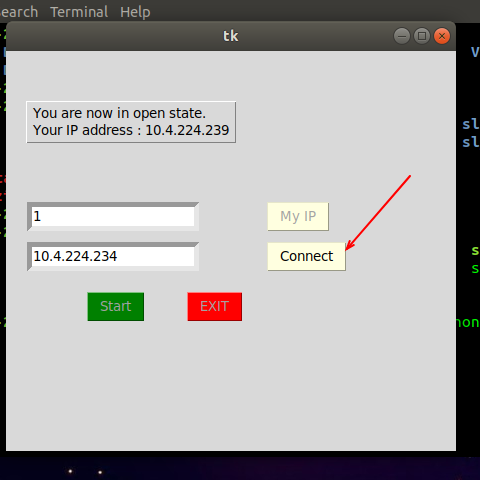 Search Terminal Help
tk
You are now in open state.
Your IP address : 10.4.224.239
1
My IP
10.4.224.234
Connect
Start
EXIT